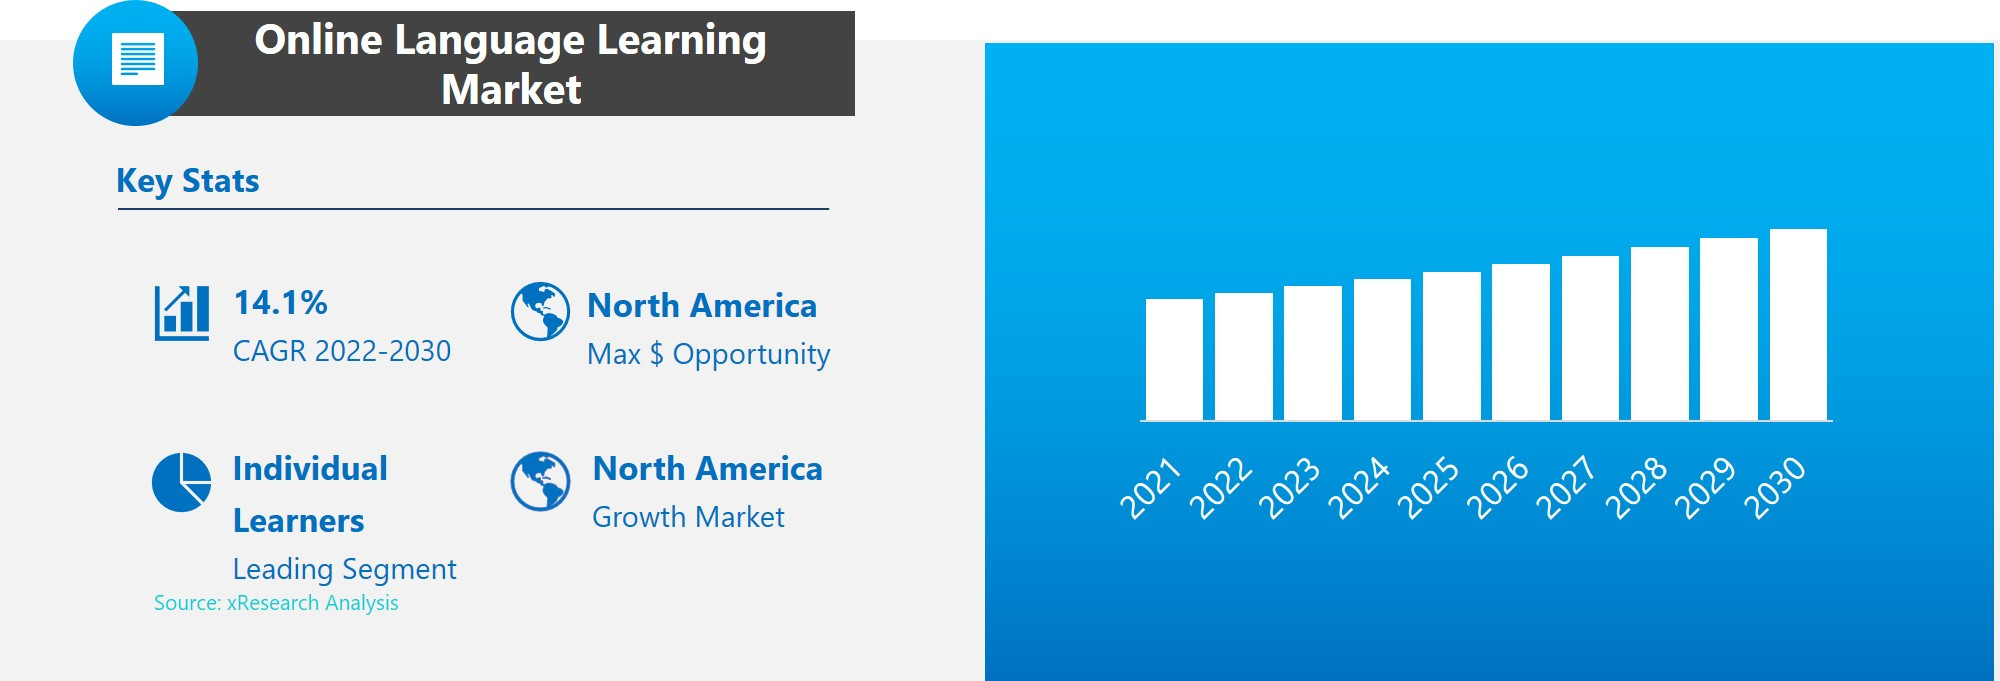 Online Language Learning
Market
Key Stats
14.1%
CAGR 2022-2030
North America
Max $ Opportunity
Individual
Learners
Leading Segment
North America
Growth Market
Source: xResearch Analysis
2021
2022
2023
2024
2025
2026
2027
2028
2029
2030